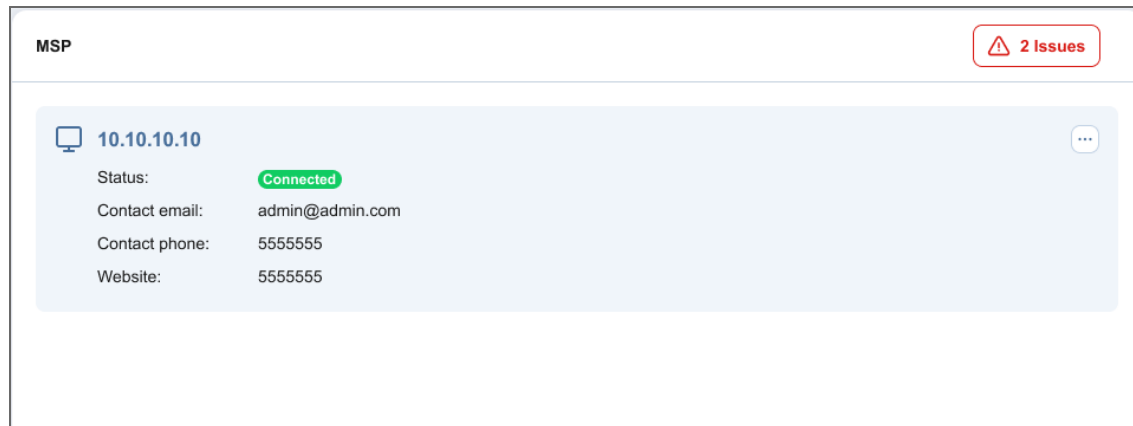 MSP
2 Issues
10.10.10.10
Status: Connected
Contact email: admin@admin.com
Contact phone: 5555555
Website: 5555555